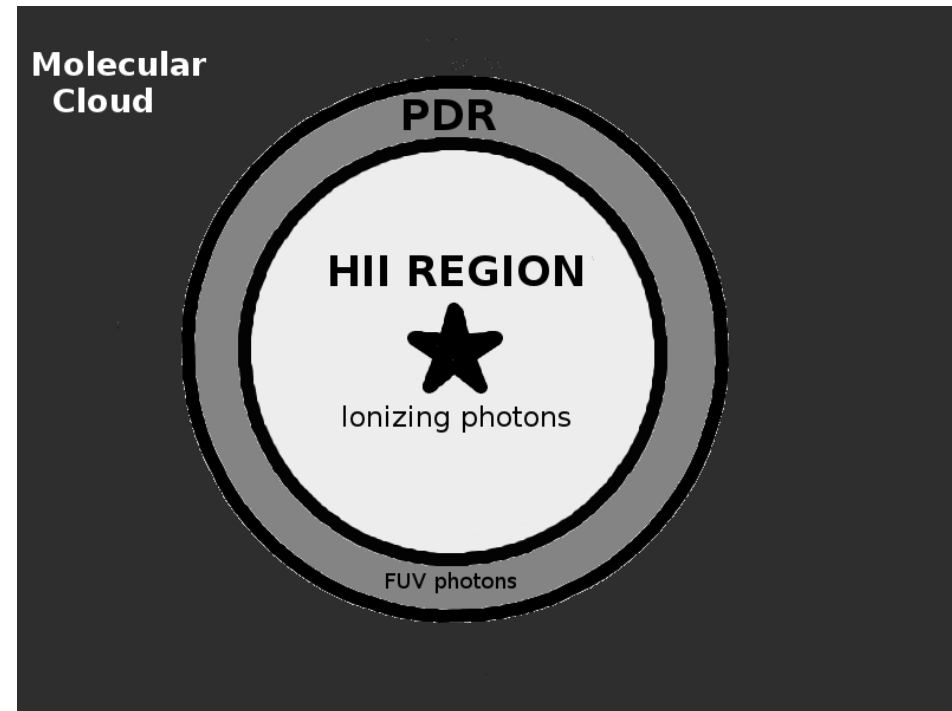 Molecular
Cloud
PDR
HII REGION
Ionizing photons
FUV photons